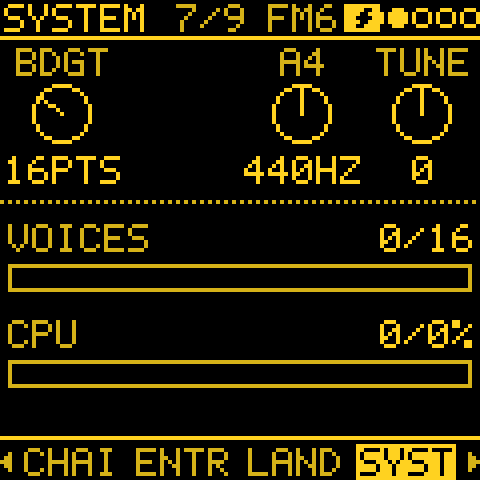 SYSTEM 7/9 FM6 ƒ
BDGT A4 TUNE
16PTS 440HZ 0
VOICES 0/16
CPU 0/0%
CHAI ENTR LAND SYST